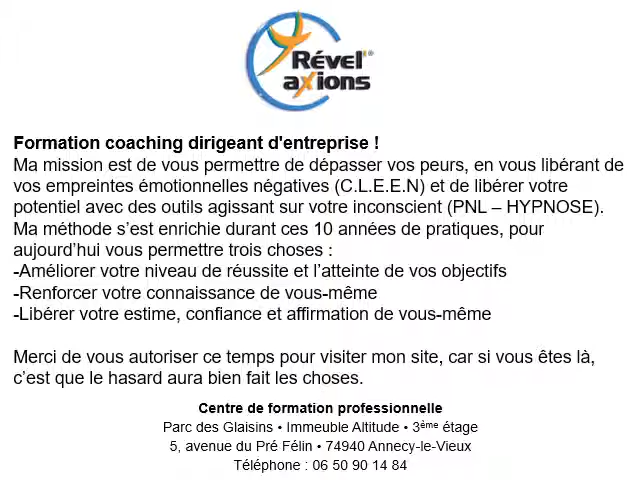 Rével'®
aXions
Formation coaching dirigeant d'entreprise !
Ma mission est de vous permettre de dépasser vos peurs, en vous libérant de
vos empreintes émotionnelles négatives (C.L.E.E.N) et de libérer votre
potentiel avec des outils agissant sur votre inconscient (PNL – HYPNOSE).
Ma méthode s’est enrichie durant ces 10 années de pratiques, pour
aujourd’hui vous permettre trois choses :
-Améliorer votre niveau de réussite et l’atteinte de vos objectifs
-Renforcer votre connaissance de vous-même
-Libérer votre estime, confiance et affirmation de vous-même
Merci de vous autoriser ce temps pour visiter mon site, car si vous êtes là,
c’est que le hasard aura bien fait les choses.
Centre de formation professionnelle
Parc des Glaisins • Immeuble Altitude • 3ème étage
5, avenue du Pré Félin • 74940 Annecy-le-Vieux
Téléphone : 06 50 90 14 84